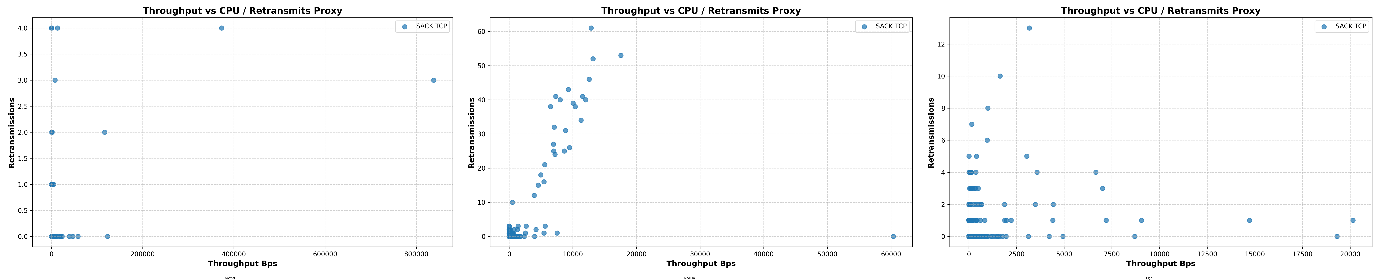 Throughput vs CPU / Retransmits Proxy
SACK TCP
4.0
3.5
3.0
2.5
2.0
1.5
1.0
0.5
0.0
Retransmissions
0 200000 400000 600000 800000
Throughput Bps
Throughput vs CPU / Retransmits Proxy
SACK TCP
60
50
40
30
20
10
0
Retransmissions
0 10000 20000 30000 40000 50000 60000
Throughput Bps
Throughput vs CPU / Retransmits Proxy
SACK TCP
12
10
8
6
4
2
0
Retransmissions
0 2500 5000 7500 10000 12500 15000 17500 20000
Throughput Bps